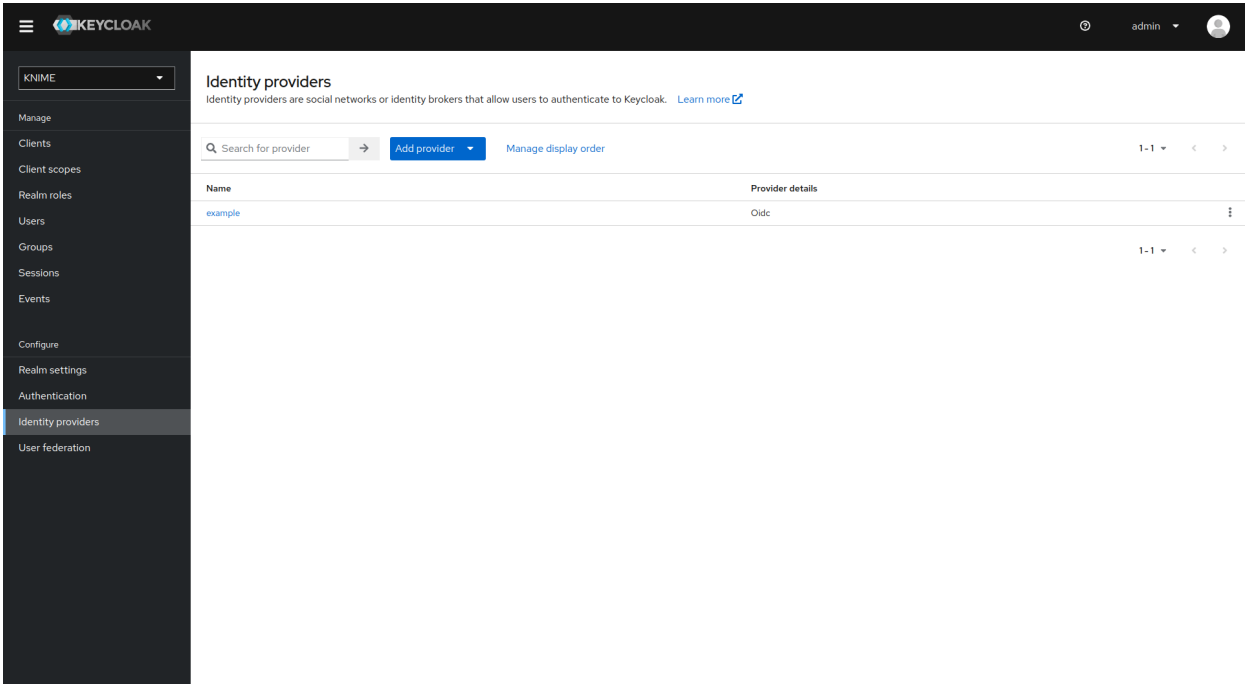 KEYCLOAK
admin
KNIME
Manage
Clients
Client scopes
Realm roles
Users
Groups
Sessions
Events
Configure
Realm settings
Authentication
Identity providers
User federation
Identity providers
Identity providers are social networks or identity brokers that allow users to authenticate to Keycloak. Learn more
Search for provider Add provider Manage display order 1-1
Name Provider details
example Oidc
1-1